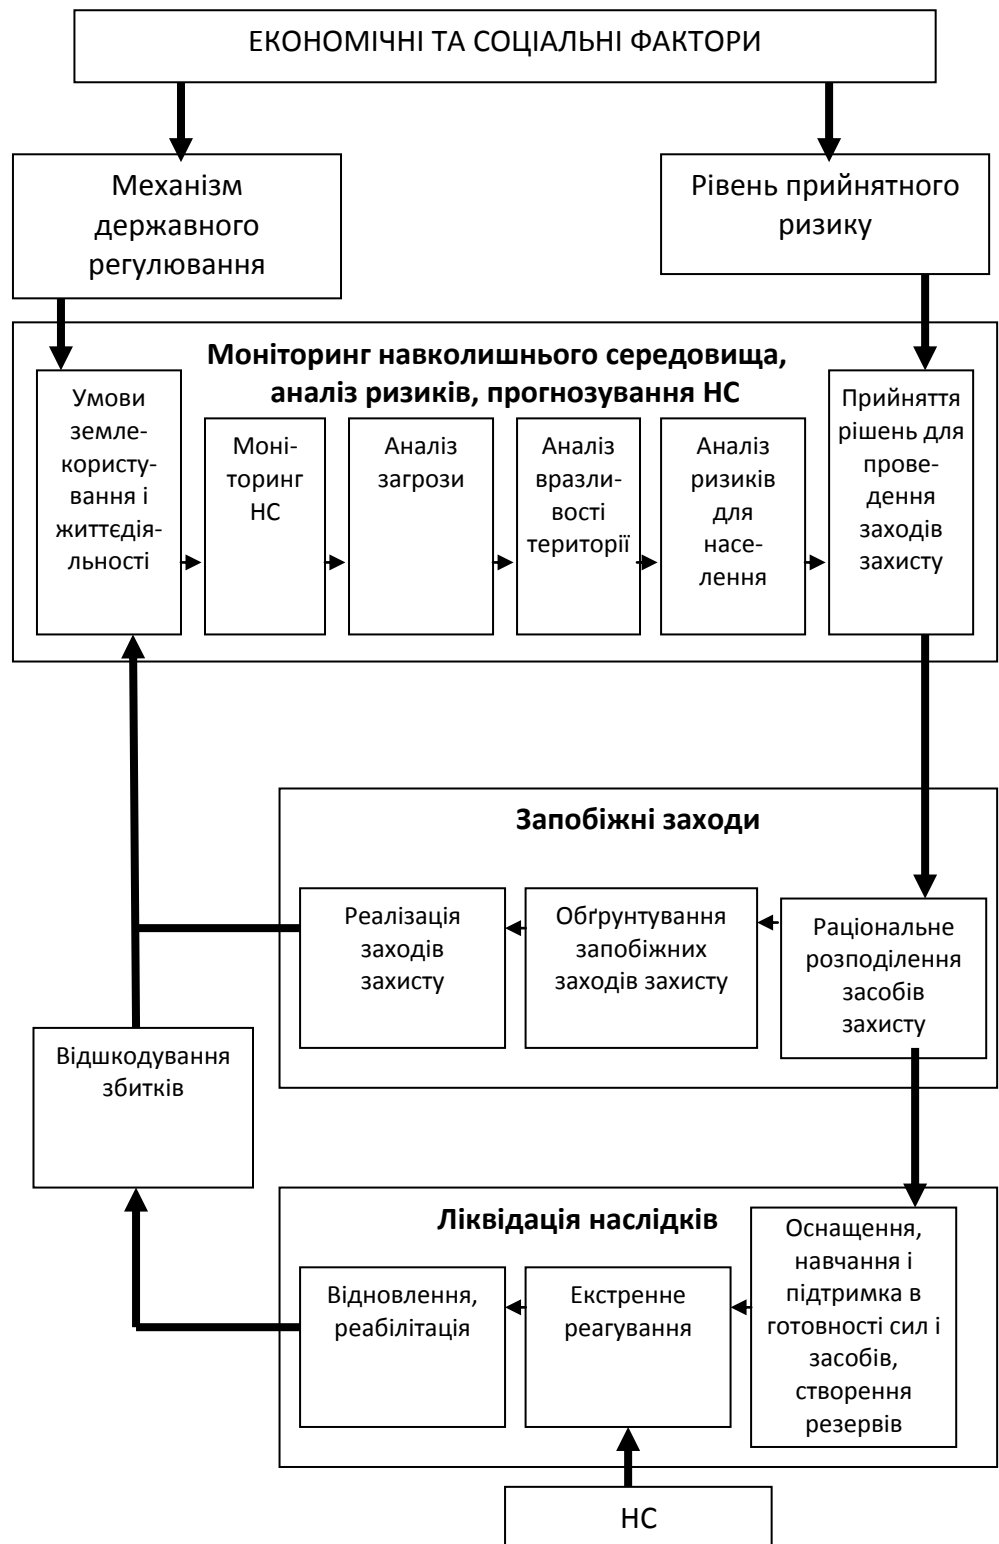 ЕКОНОМІЧНІ ТА СОЦІАЛЬНІ ФАКТОРИ
Механізм
державного
регулювання
Рівень прийнятного
ризику
Моніторинг навколишнього середовища,
аналіз ризиків, прогнозування НС
Умови
земле-
користу-
вання і
життєдія-
льності
Моні-
торинг
НС
Аналіз
загрози
Аналіз
вразли-
вості
території
Аналіз
ризиків
для
насе-
лення
Прийняття
рішень для
прове-
дення
заходів
захисту
Запобіжні заходи
Реалізація
заходів
захисту
Обґрунтування
запобіжних
заходів захисту
Раціональне
розподілення
засобів
захисту
Відшкодування
збитків
Ліквідація наслідків
Відновлення,
реабілітація
Екстренне
реагування
Оснащення,
навчання і
підтримка в
готовності сил і
засобів,
створення
резервів
НС